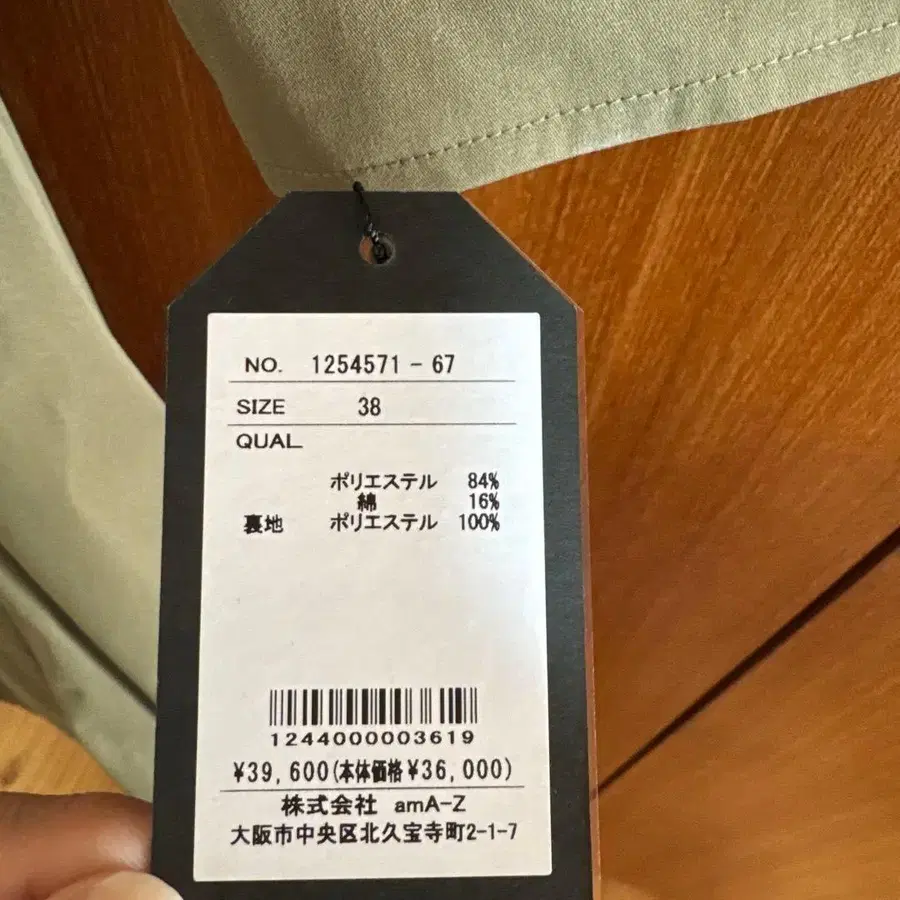 NO. 1254571 - 67
SIZE 38
QUAL
ポリエステル 84%
綿 16%
裏地 ポリエステル 100%
1244000003619
¥39,600(本体価格¥36,000)
株式会社 amA-Z
大阪市中央区北久宝寺町2-1-7